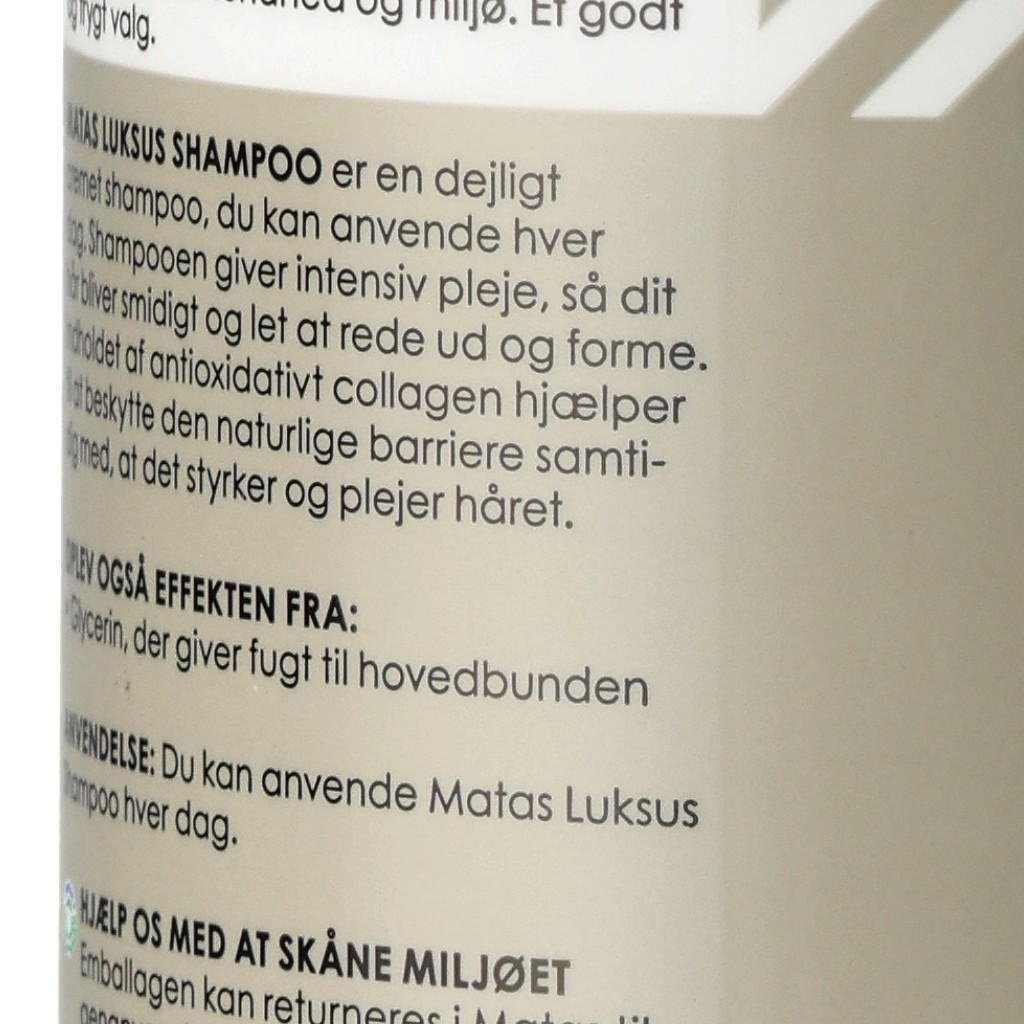 og miljø. Et godt
og trygt valg.
MATAS LUKSUS SHAMPOO er en dejligt
cremet shampoo, du kan anvende hver
dag. Shampooen giver intensiv pleje, så dit
hår bliver smidigt og let at rede ud og forme.
Indholdet af antioxidativt collagen hjælper
til at beskytte den naturlige barriere samti-
dig med, at det styrker og plejer håret.
OPLEV OGSÅ EFFEKTEN FRA:
• Glycerin, der giver fugt til hovedbunden
ANVENDELSE: Du kan anvende Matas Luksus
Shampoo hver dag.
HJÆLP OS MED AT SKÅNE MILJØET
Emballagen kan returneres i Matas til